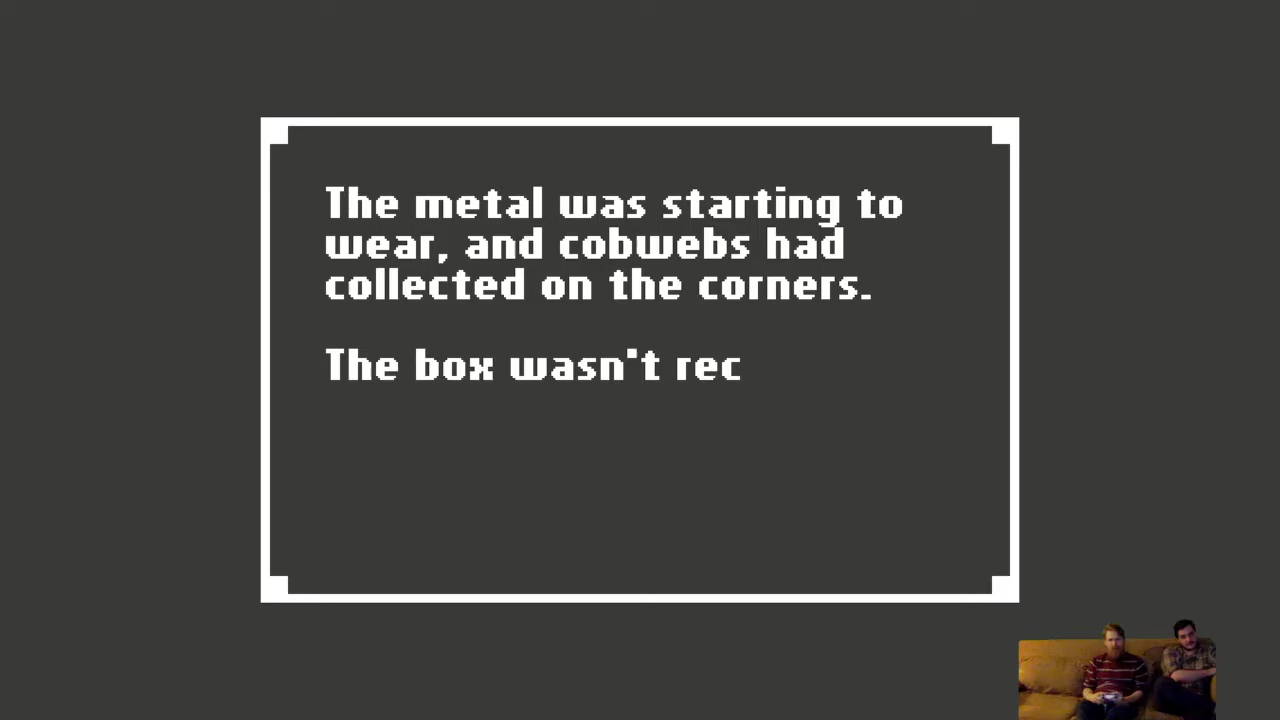 The metal was starting to
wear, and cobwebs had
collected on the corners.
The box wasn't rec